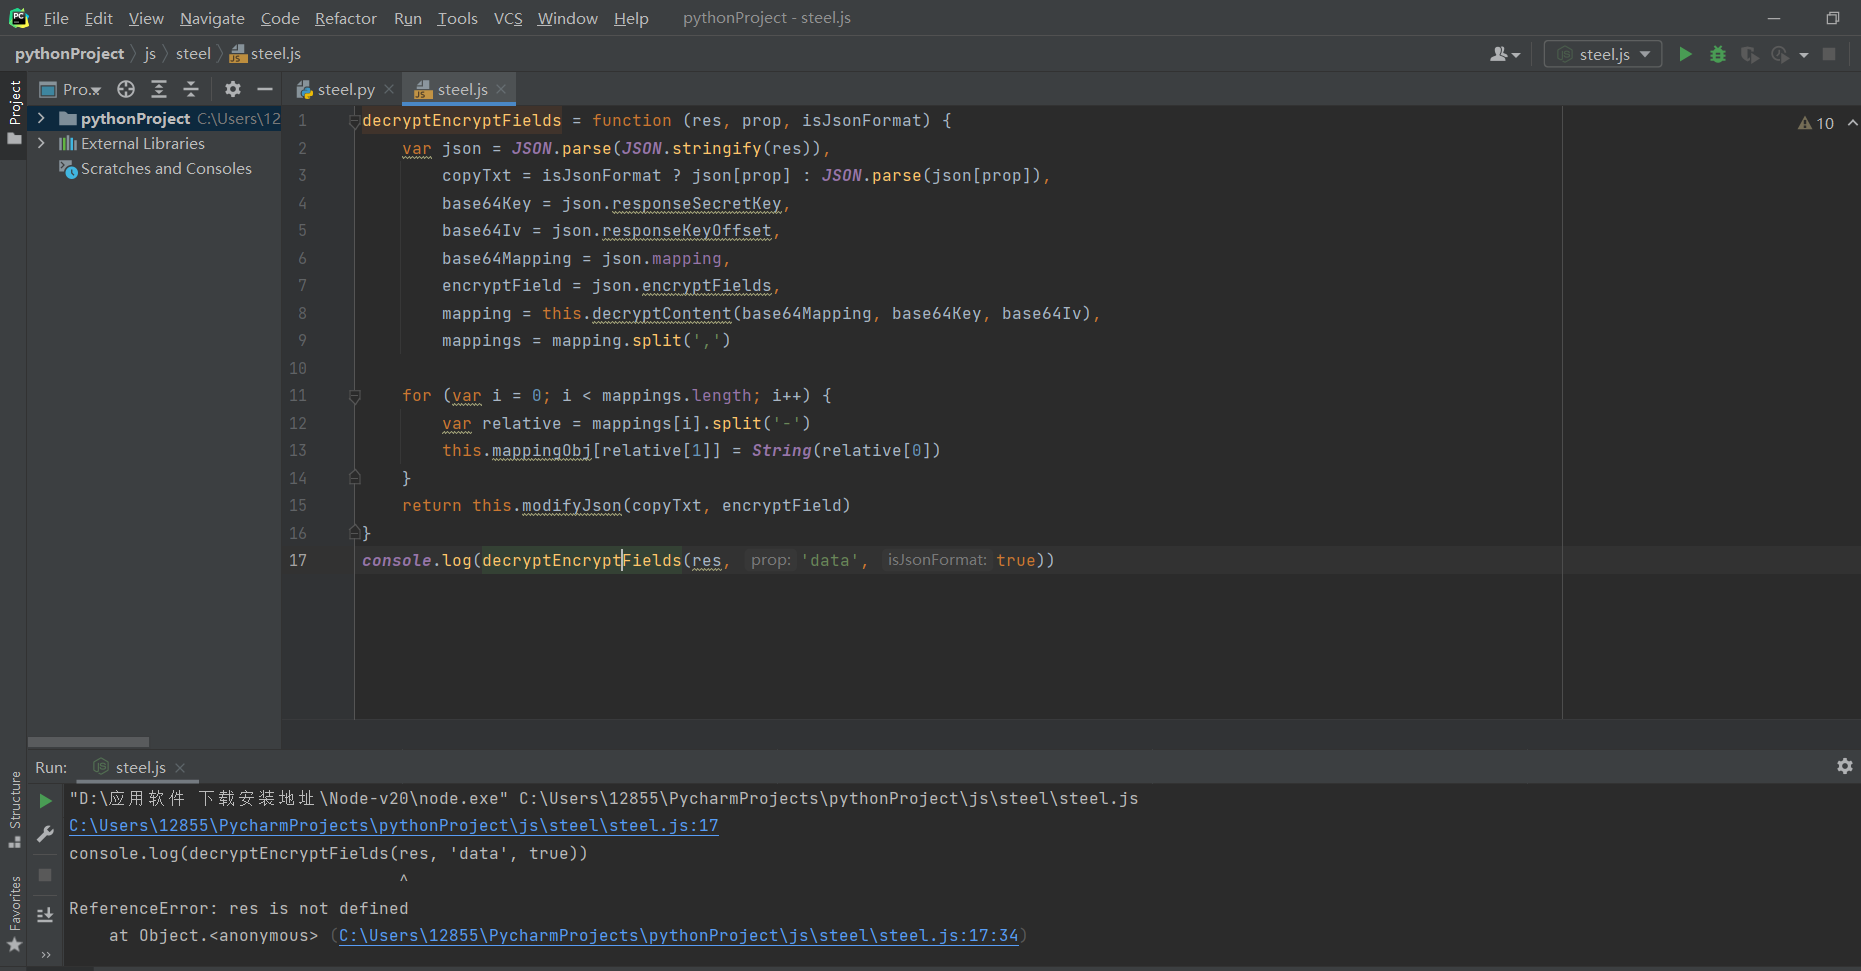 File Edit View Navigate Code Refactor Run Tools VCS Window Help pythonProject - steel.js
pythonProject js steel steel.js
steel.js
Project
Pro...
steel.py
steel.js
pythonProject C:\Users\12
External Libraries
Scratches and Consoles
10
1 decryptEncryptFields = function (res, prop, isJsonFormat) {
2 var json = JSON.parse(JSON.stringify(res)),
3 copyTxt = isJsonFormat ? json[prop] : JSON.parse(json[prop]),
4 base64Key = json.responseSecretKey,
5 base64Iv = json.responseKeyOffset,
6 base64Mapping = json.mapping,
7 encryptField = json.encryptFields,
8 mapping = this.decryptContent(base64Mapping, base64Key, base64Iv),
9 mappings = mapping.split(',')
10
11 for (var i = 0; i < mappings.length; i++) {
12 var relative = mappings[i].split('-')
13 this.mappingObj[relative[1]] = String(relative[0])
14 }
15 return this.modifyJson(copyTxt, encryptField)
16 }
17 console.log(decryptEncryptFields(res, prop: 'data', isJsonFormat: true))
Run: steel.js
Structure
Favorites
"D:\应用软件 下载安装地址\Node-v20\node.exe" C:\Users\12855\PycharmProjects\pythonProject\js\steel\steel.js
C:\Users\12855\PycharmProjects\pythonProject\js\steel\steel.js:17
console.log(decryptEncryptFields(res, 'data', true))
^
ReferenceError: res is not defined
at Object.<anonymous> (C:\Users\12855\PycharmProjects\pythonProject\js\steel\steel.js:17:34)